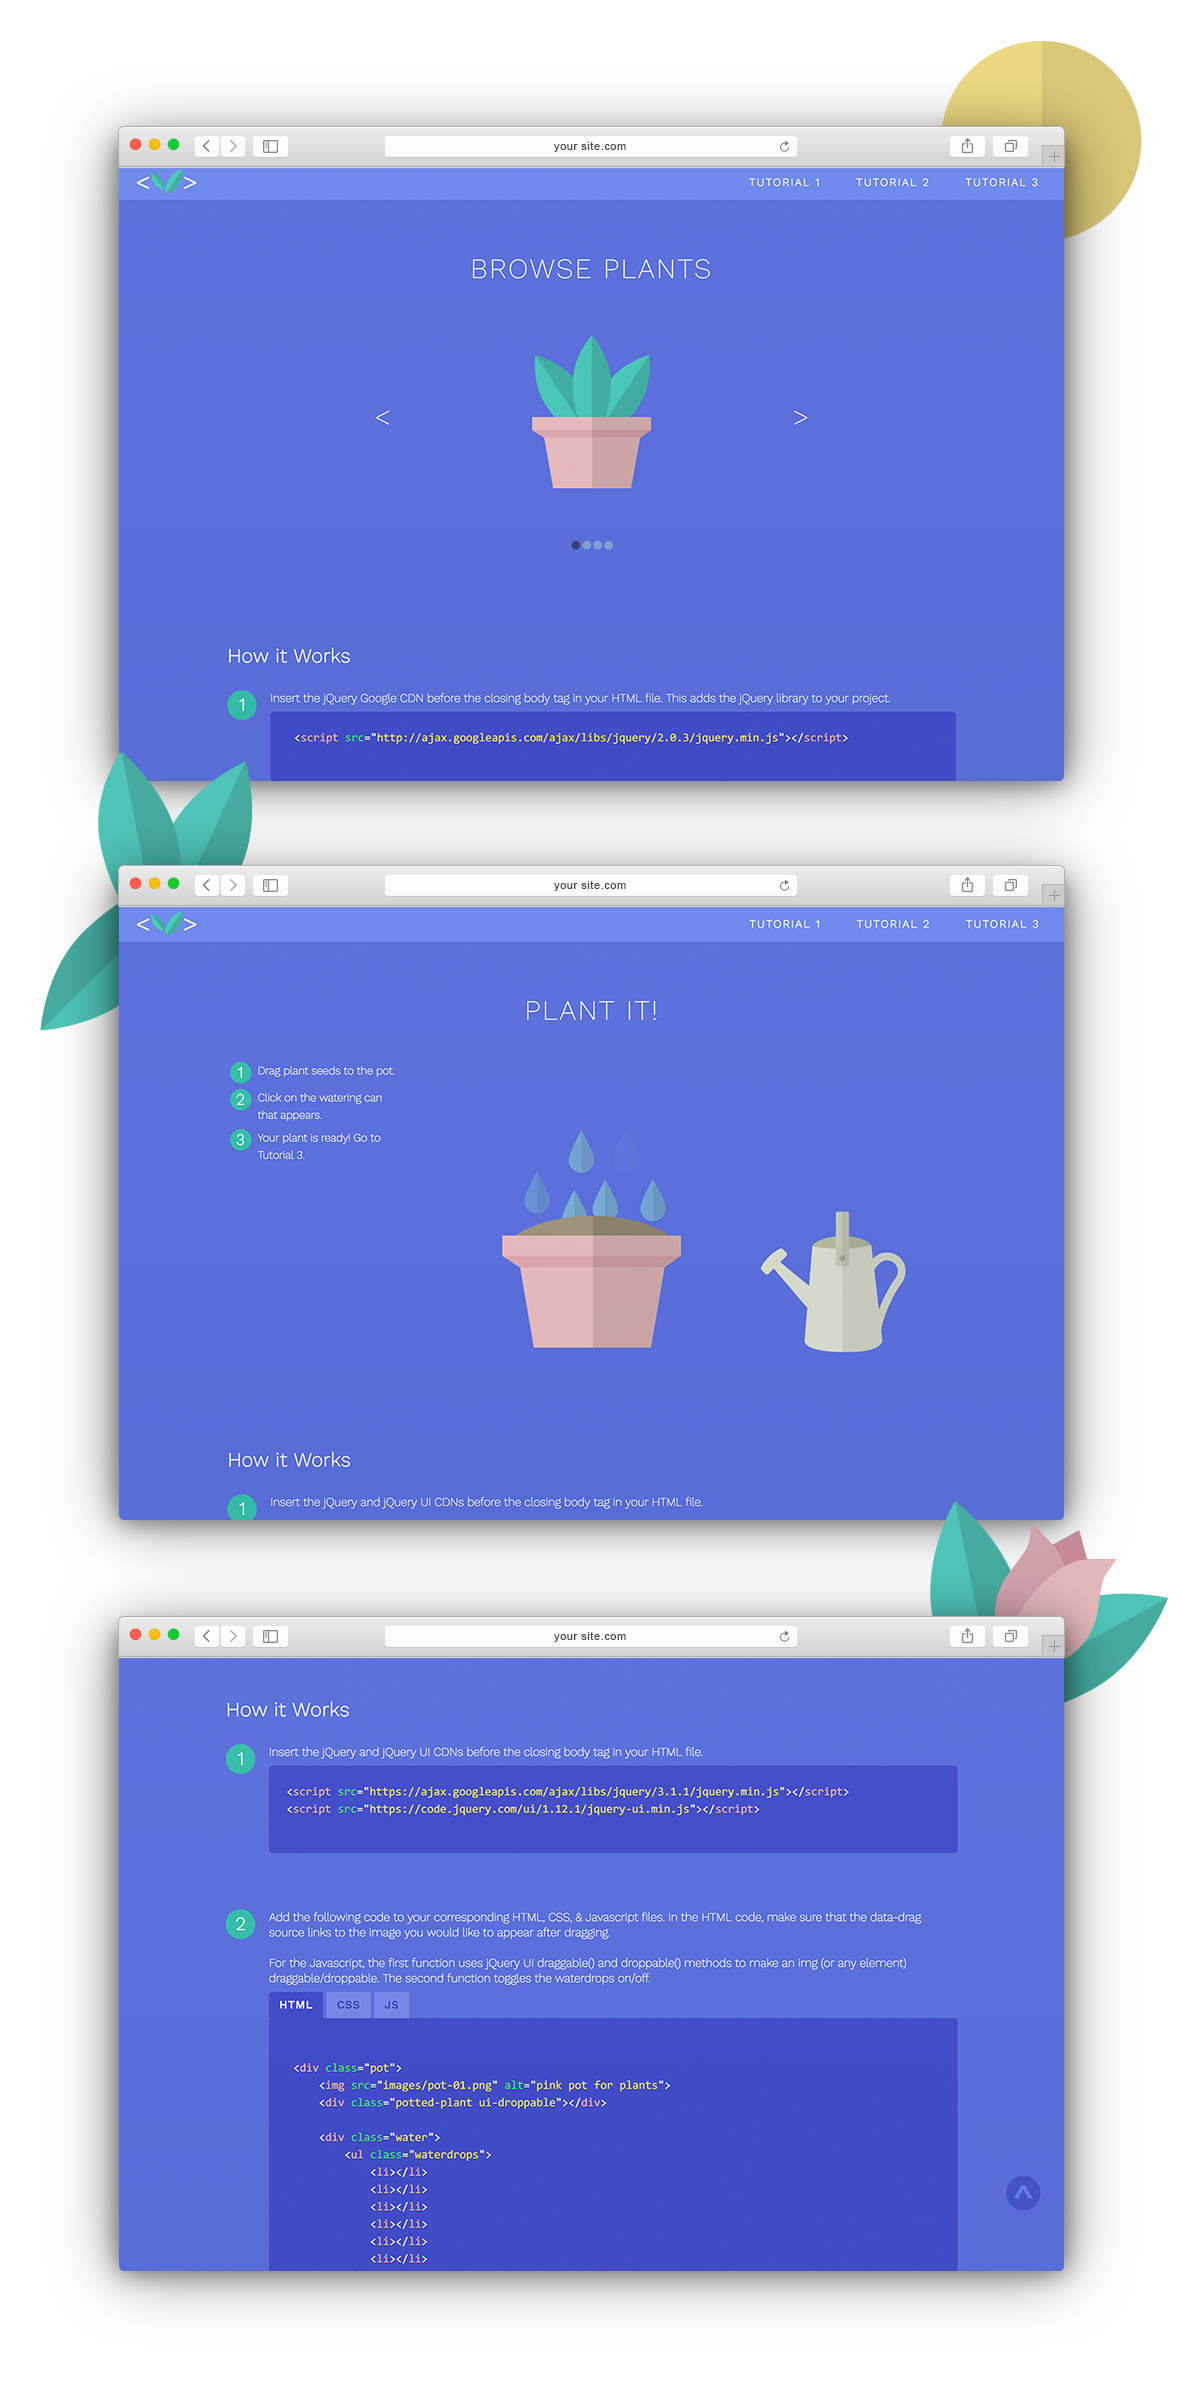 your site.com
< >
TUTORIAL 1 TUTORIAL 2 TUTORIAL 3
BROWSE PLANTS
< >
How it Works
1 Insert the jQuery Google CDN before the closing body tag in your HTML file. This adds the jQuery library to your project.
<script src="http://ajax.googleapis.com/ajax/libs/jquery/2.0.3/jquery.min.js"></script>
your site.com
< >
TUTORIAL 1 TUTORIAL 2 TUTORIAL 3
PLANT IT!
1 Drag plant seeds to the pot.
2 Click on the watering can
that appears.
3 Your plant is ready! Go to
Tutorial 3.
How it Works
1 Insert the jQuery and jQuery UI CDNs before the closing body tag in your HTML file.
your site.com
How it Works
1 Insert the jQuery and jQuery UI CDNs before the closing body tag in your HTML file.
<script src="https://ajax.googleapis.com/ajax/libs/jquery/3.1.1/jquery.min.js"></script>
<script src="https://code.jquery.com/ui/1.12.1/jquery-ui.min.js"></script>
2 Add the following code to your corresponding HTML, CSS, & Javascript files. In the HTML code, make sure that the data-drag
source links to the image you would like to appear after dragging.
For the Javascript, the first function uses jQuery UI draggable() and droppable() methods to make an img (or any element)
draggable/droppable. The second function toggles the waterdrops on/off.
HTML CSS JS
<div class="pot">
<img src="images/pot-01.png" alt="pink pot for plants">
<div class="potted-plant ui-droppable"></div>
<div class="water">
<ul class="waterdrops">
<li></li>
<li></li>
<li></li>
<li></li>
<li></li>
<li></li>